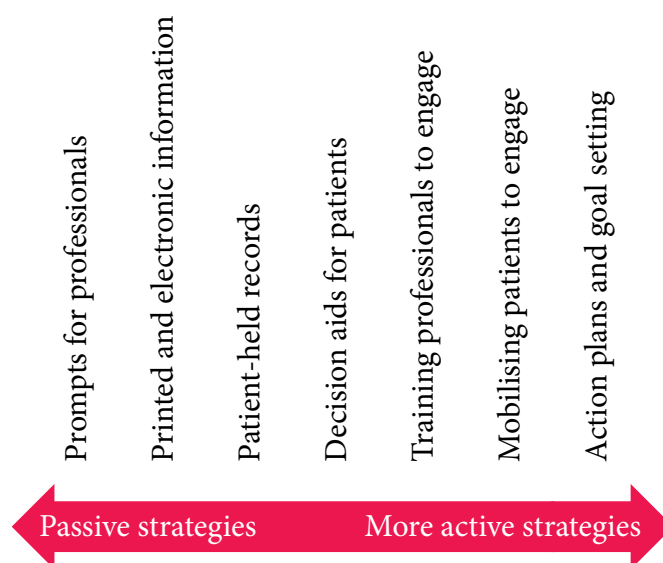 Prompts for professionals
Printed and electronic information
Patient-held records
Decision aids for patients
Training professionals to engage
Mobilising patients to engage
Action plans and goal setting
Passive strategies
More active strategies